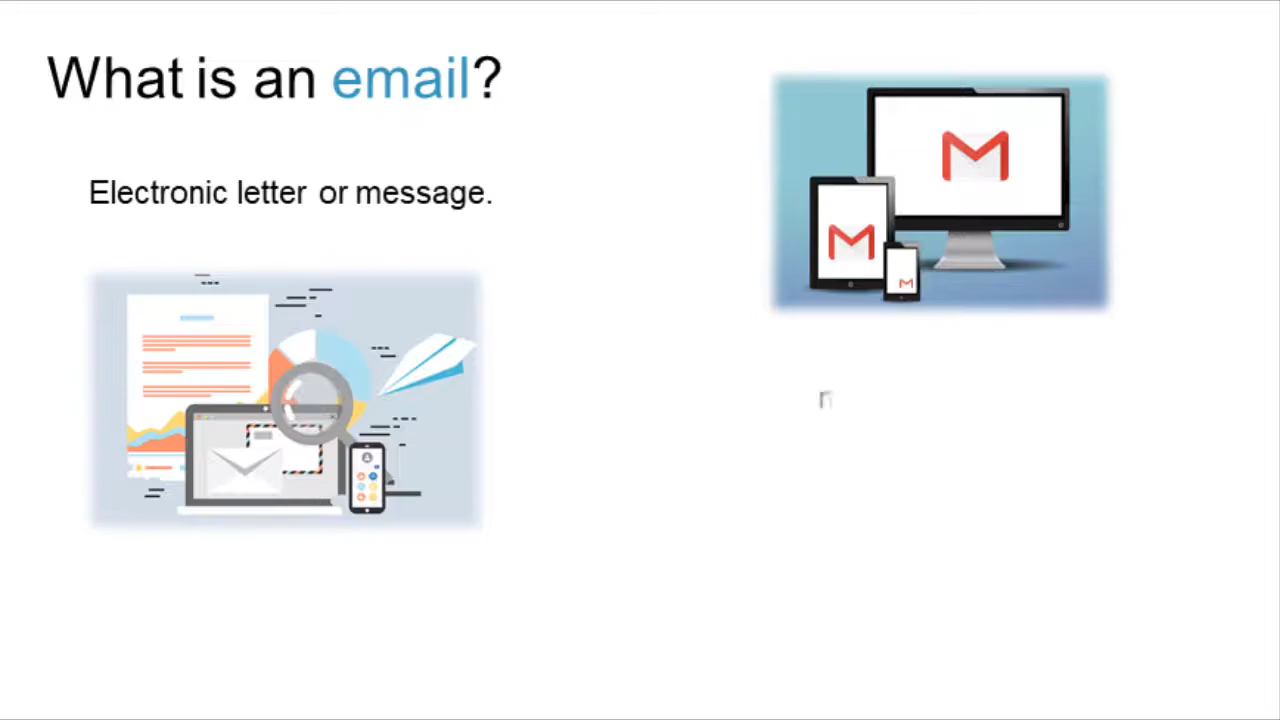 What is an email?
Electronic letter or message.